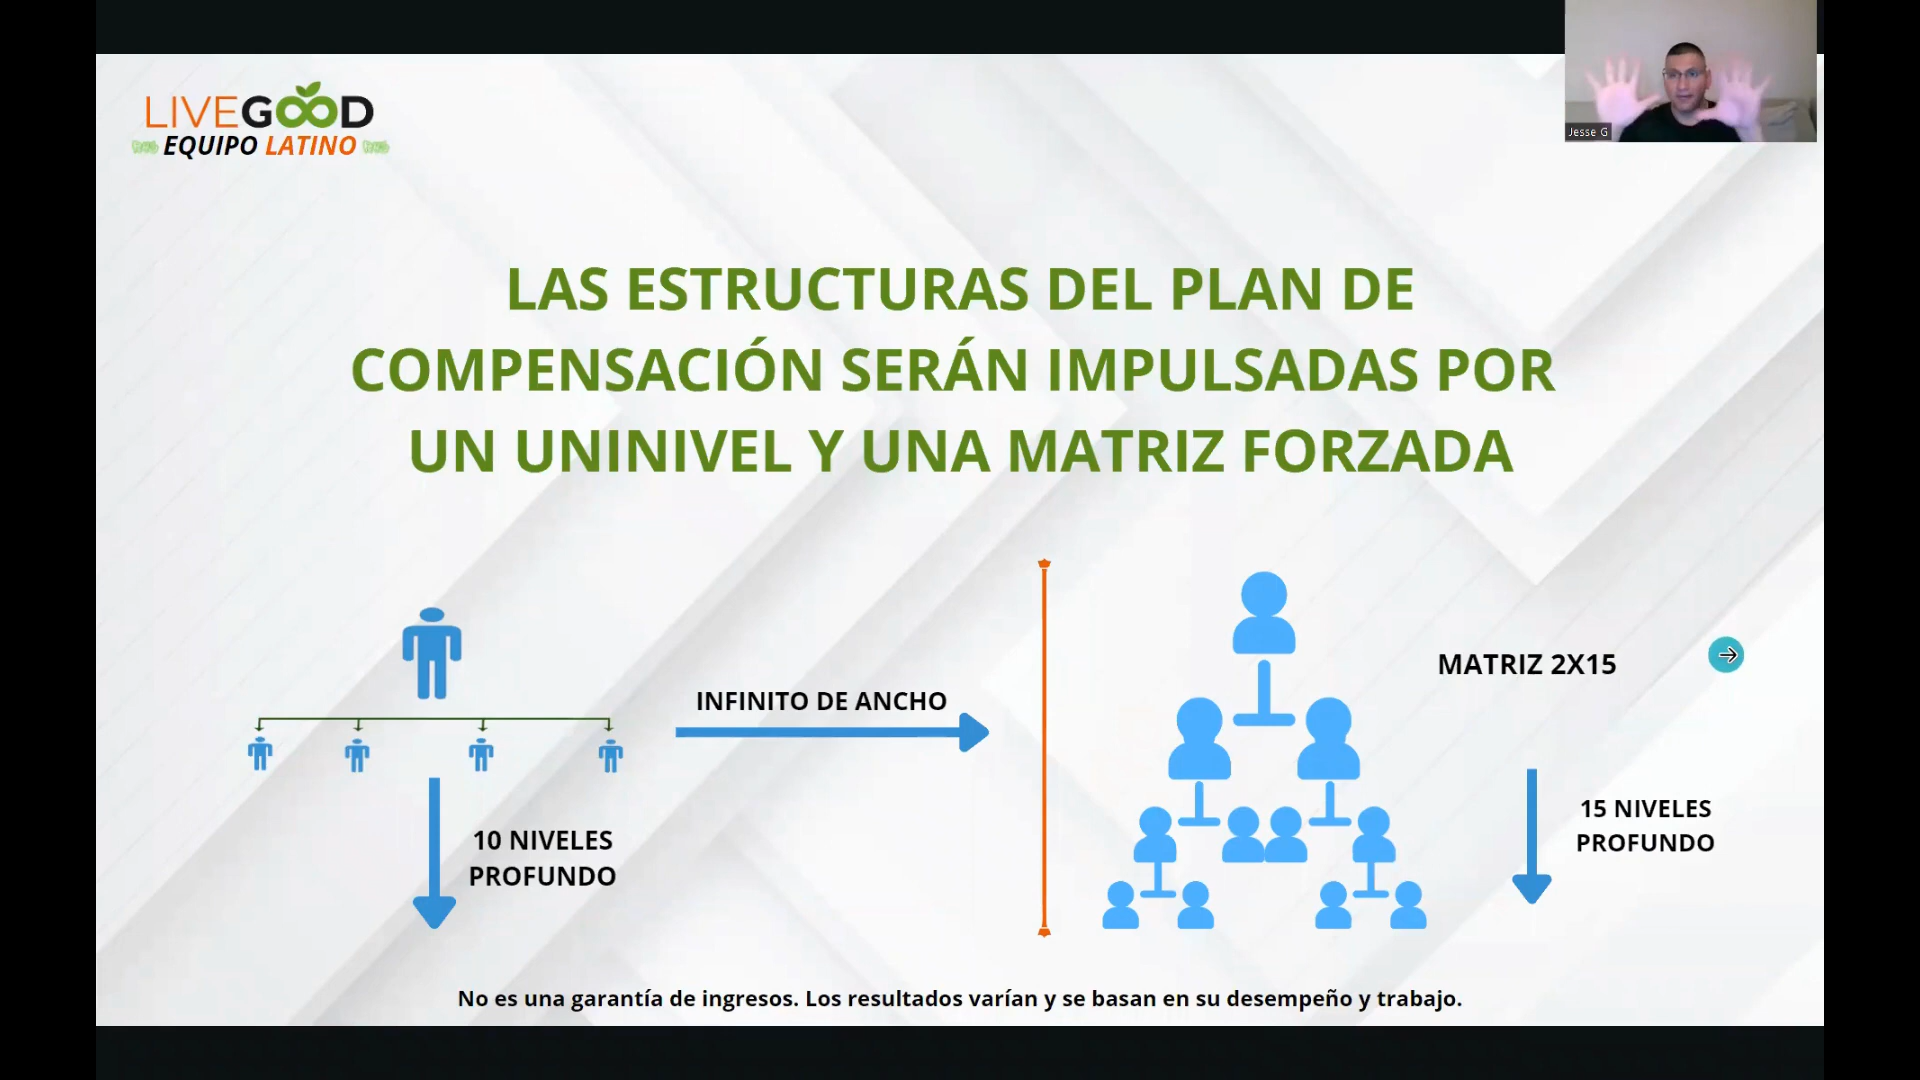 LIVEGOOD
EQUIPO LATINO
Jesse G
LAS ESTRUCTURAS DEL PLAN DE
COMPENSACIÓN SERÁN IMPULSADAS POR
UN UNINIVEL Y UNA MATRIZ FORZADA
INFINITO DE ANCHO
10 NIVELES
PROFUNDO
MATRIZ 2X15
15 NIVELES
PROFUNDO
No es una garantía de ingresos. Los resultados varían y se basan en su desempeño y trabajo.